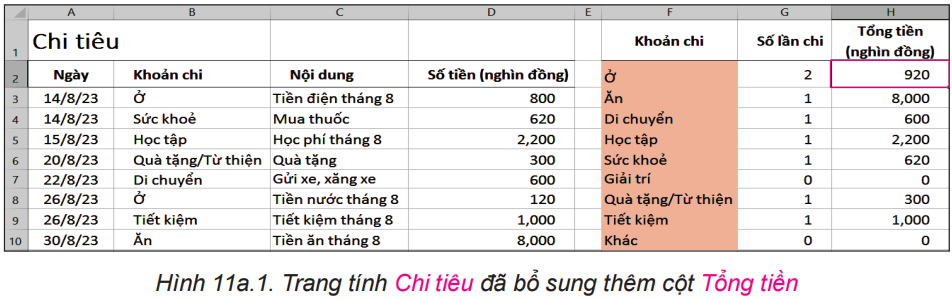 A B C D E F G H
1 Chi tiêu Khoản chi Số lần chi Tổng tiền
(nghìn đồng)
2 Ngày Khoản chi Nội dung Số tiền (nghìn đồng) Ở 2 920
3 14/8/23 Ở Tiền điện tháng 8 800 Ăn 1 8,000
4 14/8/23 Sức khoẻ Mua thuốc 620 Di chuyển 1 600
5 15/8/23 Học tập Học phí tháng 8 2,200 Học tập 1 2,200
6 20/8/23 Quà tặng/Từ thiện Quà tặng 300 Sức khoẻ 1 620
7 22/8/23 Di chuyển Gửi xe, xăng xe 600 Giải trí 0 0
8 26/8/23 Ở Tiền nước tháng 8 120 Quà tặng/Từ thiện 1 300
9 26/8/23 Tiết kiệm Tiết kiệm tháng 8 1,000 Tiết kiệm 1 1,000
10 30/8/23 Ăn Tiền ăn tháng 8 8,000 Khác 0 0
Hình 11a.1. Trang tính Chi tiêu đã bổ sung thêm cột Tổng tiền